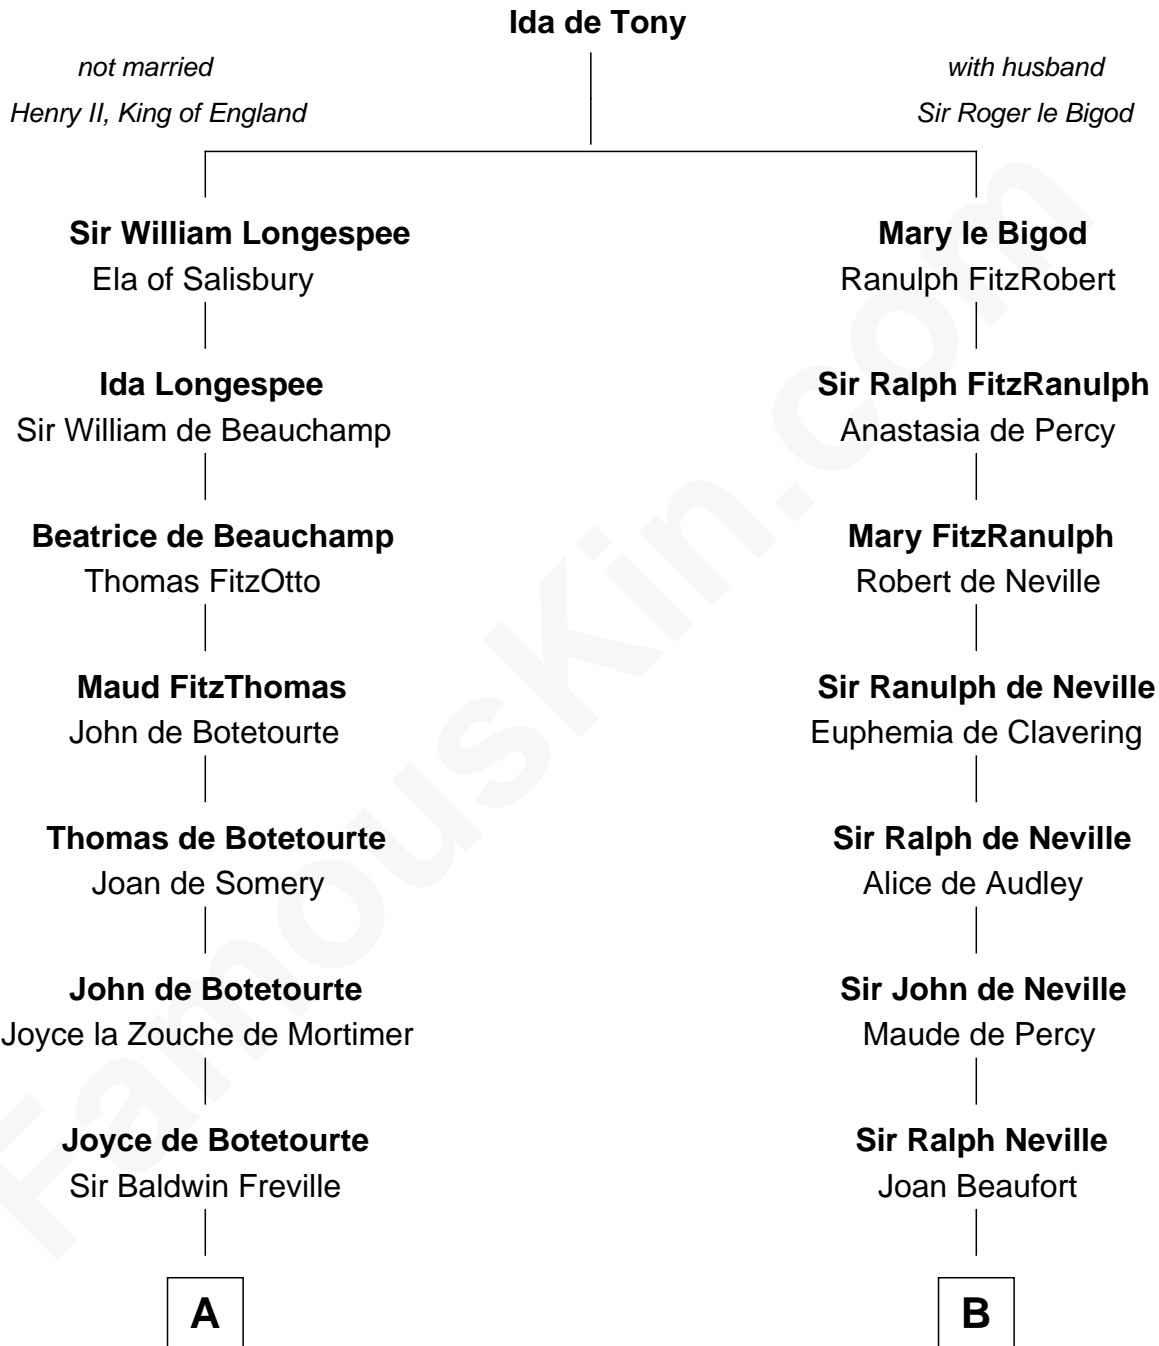 Ida de Tony
not married
Henry II, King of England
with husband
Sir Roger le Bigod
Sir William Longespee
Ela of Salisbury
Mary le Bigod
Ranulph FitzRobert
Ida Longespee
Sir William de Beauchamp
Sir Ralph FitzRanulph
Anastasia de Percy
Beatrice de Beauchamp
Thomas FitzOtto
Mary FitzRanulph
Robert de Neville
Maud FitzThomas
John de Botetourte
Sir Ranulph de Neville
Euphemia de Clavering
Thomas de Botetourte
Joan de Somery
Sir Ralph de Neville
Alice de Audley
John de Botetourte
Joyce la Zouche de Mortimer
Sir John de Neville
Maude de Percy
Joyce de Botetourte
Sir Baldwin Freville
Sir Ralph Neville
Joan Beaufort
A
B
FamousKin.com